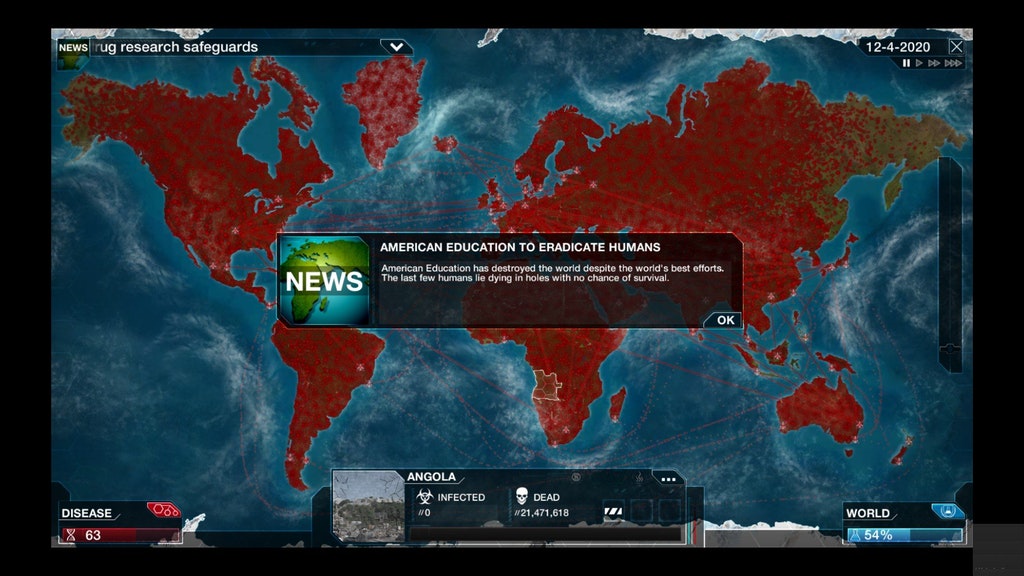 NEWS
rug research safeguards
12-4-2020
AMERICAN EDUCATION TO ERADICATE HUMANS
American Education has destroyed the world despite the world's best efforts.
The last few humans lie dying in holes with no chance of survival.
NEWS
OK
ANGOLA
INFECTED
//0
DEAD
//21,471,618
DISEASE
63
WORLD
54%